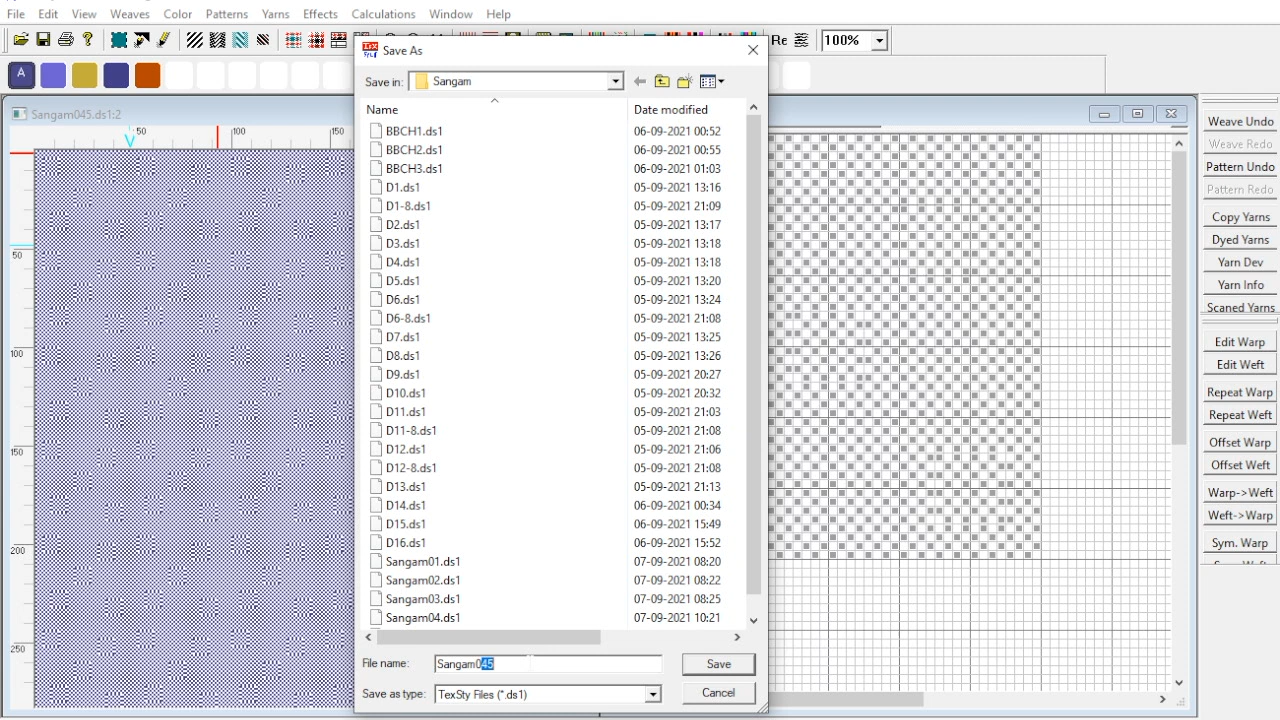 File Edit View Weaves Color Patterns Yarns Effects Calculations Window Help
Re 100%
A
Save As
Save in: Sangam
Name Date modified
BBCH1.ds1 06-09-2021 00:52
BBCH2.ds1 06-09-2021 00:55
BBCH3.ds1 06-09-2021 01:03
D1.ds1 05-09-2021 13:16
D1-8.ds1 05-09-2021 21:09
D2.ds1 05-09-2021 13:17
D3.ds1 05-09-2021 13:18
D4.ds1 05-09-2021 13:18
D5.ds1 05-09-2021 13:20
D6.ds1 05-09-2021 13:24
D6-8.ds1 05-09-2021 21:08
D7.ds1 05-09-2021 13:25
D8.ds1 05-09-2021 13:26
D9.ds1 05-09-2021 20:27
D10.ds1 05-09-2021 20:32
D11.ds1 05-09-2021 21:03
D11-8.ds1 05-09-2021 21:08
D12.ds1 05-09-2021 21:06
D12-8.ds1 05-09-2021 21:08
D13.ds1 05-09-2021 21:13
D14.ds1 06-09-2021 00:34
D15.ds1 06-09-2021 15:49
D16.ds1 06-09-2021 15:52
Sangam01.ds1 07-09-2021 08:20
Sangam02.ds1 07-09-2021 08:22
Sangam03.ds1 07-09-2021 08:25
Sangam04.ds1 07-09-2021 10:21
File name: Sangam045 Save
Save as type: TexSty Files (*.ds1) Cancel
Sangam045.ds1:2
50 100 150
50
100
150
200
250
Weave Undo
Weave Redo
Pattern Undo
Pattern Redo
Copy Yarns
Dyed Yarns
Yarn Dev
Yarn Info
Scaned Yarns
Edit Warp
Edit Weft
Repeat Warp
Repeat Weft
Offset Warp
Offset Weft
Warp->Weft
Weft->Warp
Sym. Warp